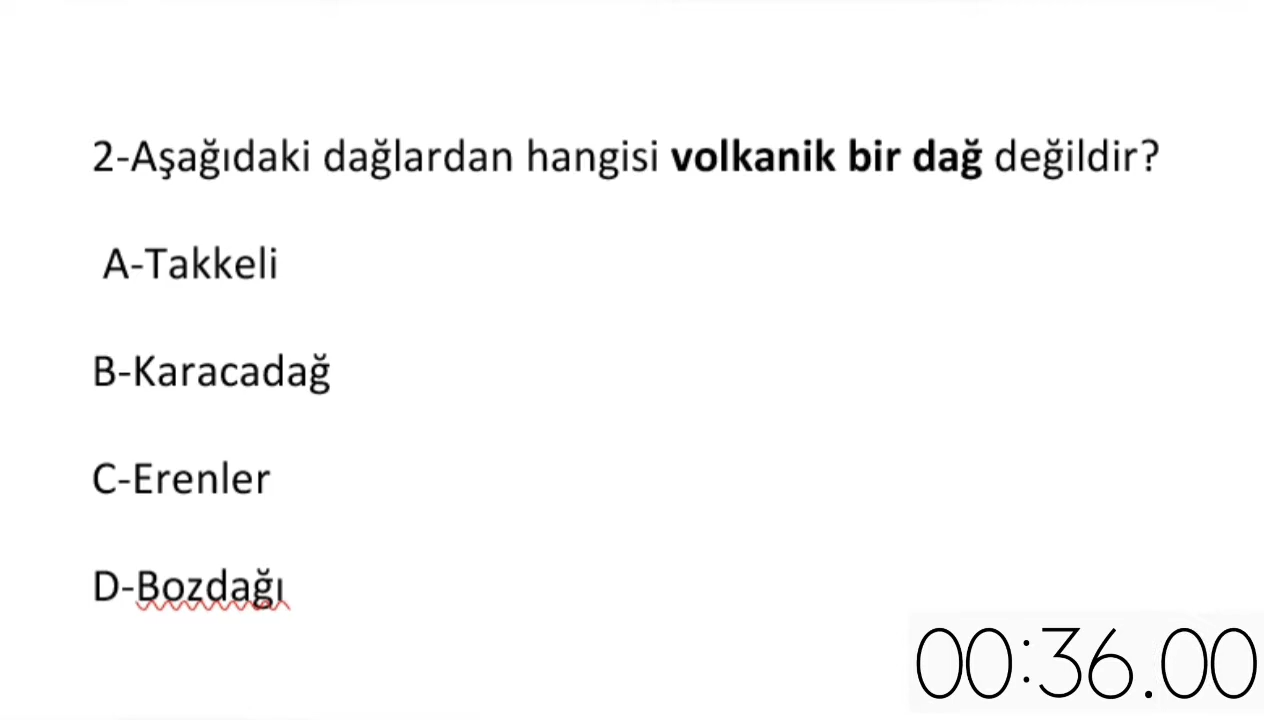 2-Aşağıdaki dağlardan hangisi volkanik bir dağ değildir?
A-Takkeli
B-Karacadağ
C-Erenler
D-Bozdağı
00:36.00